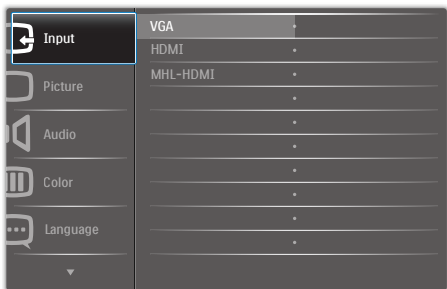 Input
Picture
Audio
Color
Language
VGA
HDMI
MHL-HDMI